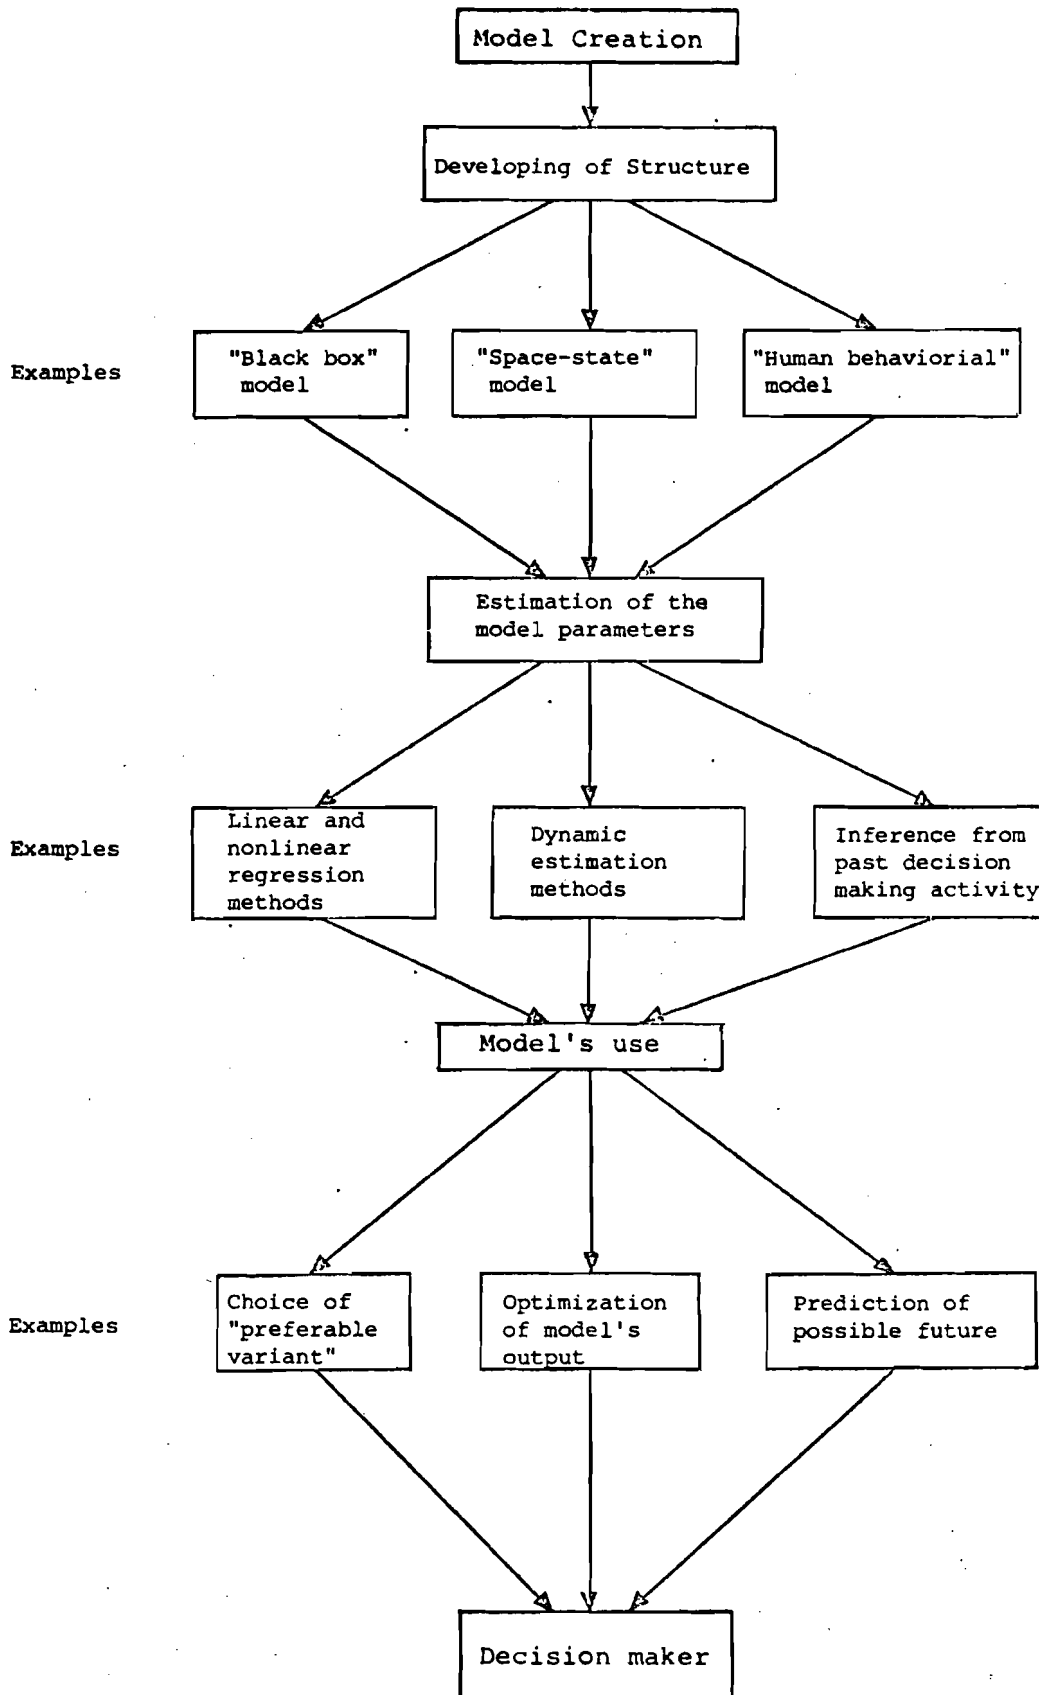 Model Creation
Developing of Structure
Examples
"Black box"
model
"Space-state"
model
"Human behaviorial"
model
Estimation of the
model parameters
Examples
Linear and
nonlinear
regression
methods
Dynamic
estimation
methods
Inference from
past decision
making activity
Model's use
Examples
Choice of
"preferable
variant"
Optimization
of model's
output
Prediction of
possible future
Decision maker